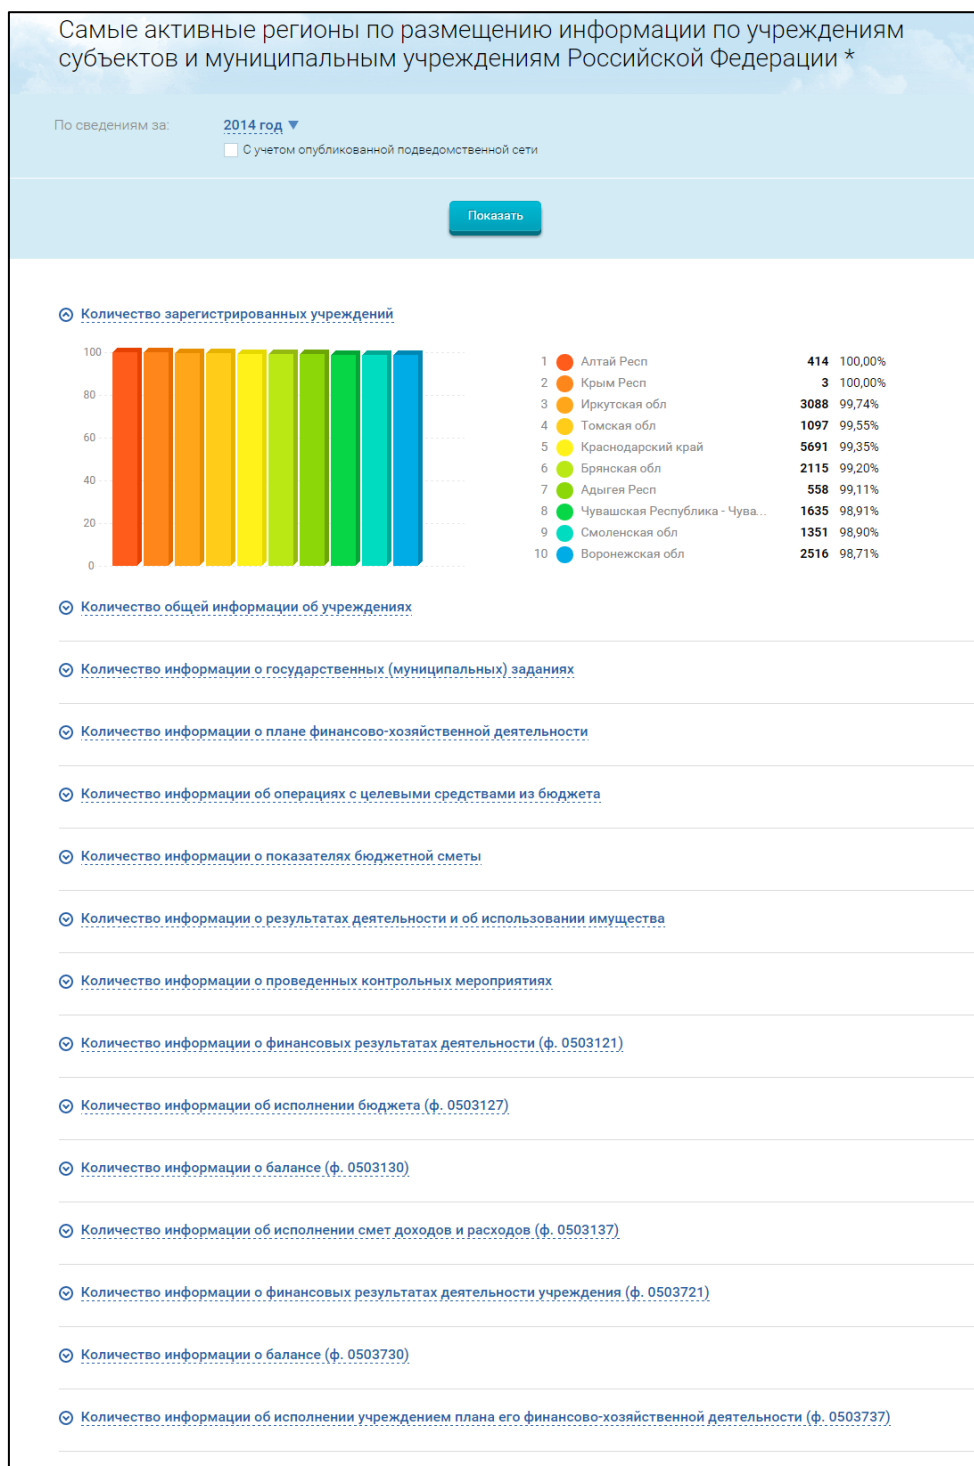 Самые активные регионы по размещению информации по учреждениям
субъектов и муниципальным учреждениям Российской Федерации *
По сведениям за: 2014 год
С учетом опубликованной подведомственной сети
Показать
Количество зарегистрированных учреждений
100
80
60
40
20
0
1 Алтай Респ 414 100,00%
2 Крым Респ 3 100,00%
3 Иркутская обл 3088 99,74%
4 Томская обл 1097 99,55%
5 Краснодарский край 5691 99,35%
6 Брянская обл 2115 99,20%
7 Адыгея Респ 558 99,11%
8 Чувашская Республика - Чува... 1635 98,91%
9 Смоленская обл 1351 98,90%
10 Воронежская обл 2516 98,71%
Количество общей информации об учреждениях
Количество информации о государственных (муниципальных) заданиях
Количество информации о плане финансово-хозяйственной деятельности
Количество информации об операциях с целевыми средствами из бюджета
Количество информации о показателях бюджетной сметы
Количество информации о результатах деятельности и об использовании имущества
Количество информации о проведенных контрольных мероприятиях
Количество информации о финансовых результатах деятельности (ф. 0503121)
Количество информации об исполнении бюджета (ф. 0503127)
Количество информации о балансе (ф. 0503130)
Количество информации об исполнении смет доходов и расходов (ф. 0503137)
Количество информации о финансовых результатах деятельности учреждения (ф. 0503721)
Количество информации о балансе (ф. 0503730)
Количество информации об исполнении учреждением плана его финансово-хозяйственной деятельности (ф. 0503737)